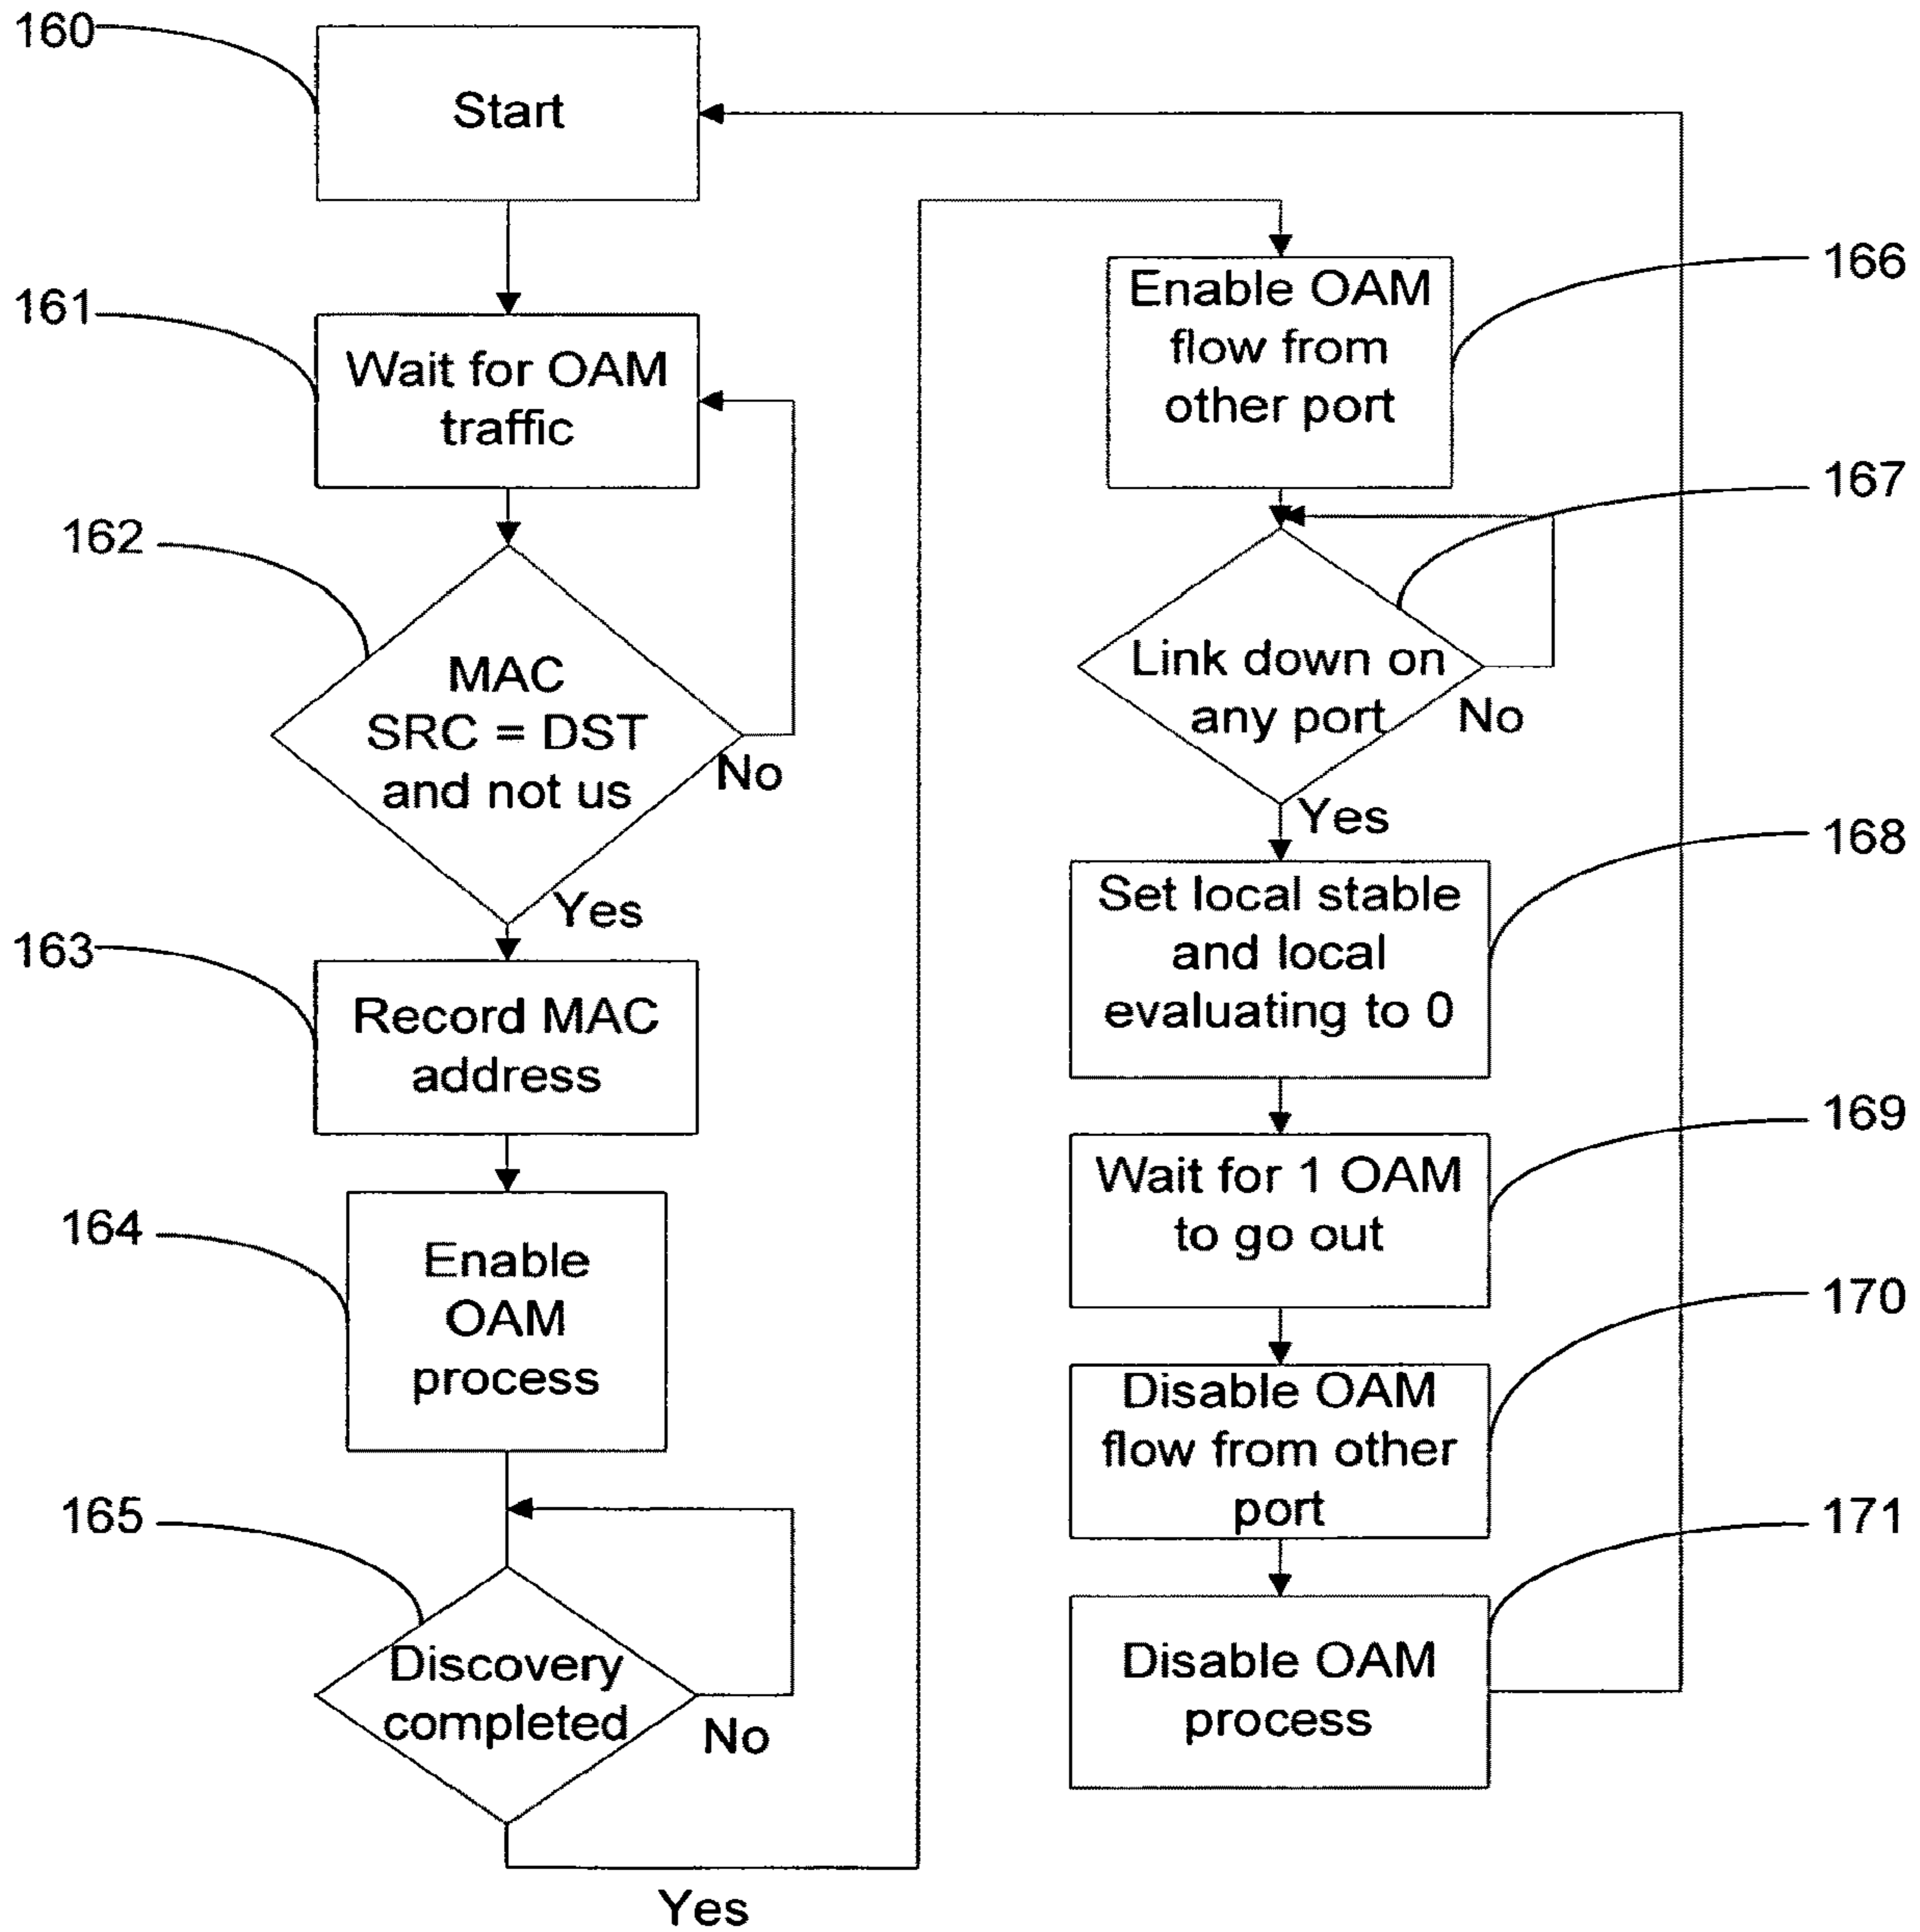 160
Start
161
Wait for OAM
traffic
162
MAC
SRC = DST
and not us
No
Yes
163
Record MAC
address
164
Enable
OAM
process
165
Discovery
completed
No
Yes
166
Enable OAM
flow from
other port
167
Link down on
any port
No
Yes
168
Set local stable
and local
evaluating to 0
169
Wait for 1 OAM
to go out
170
Disable OAM
flow from other
port
171
Disable OAM
process